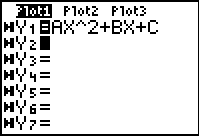 Plot1 Plot2 Plot3
\Y1=AX^2+BX+C
\Y2=
\Y3=
\Y4=
\Y5=
\Y6=
\Y7=